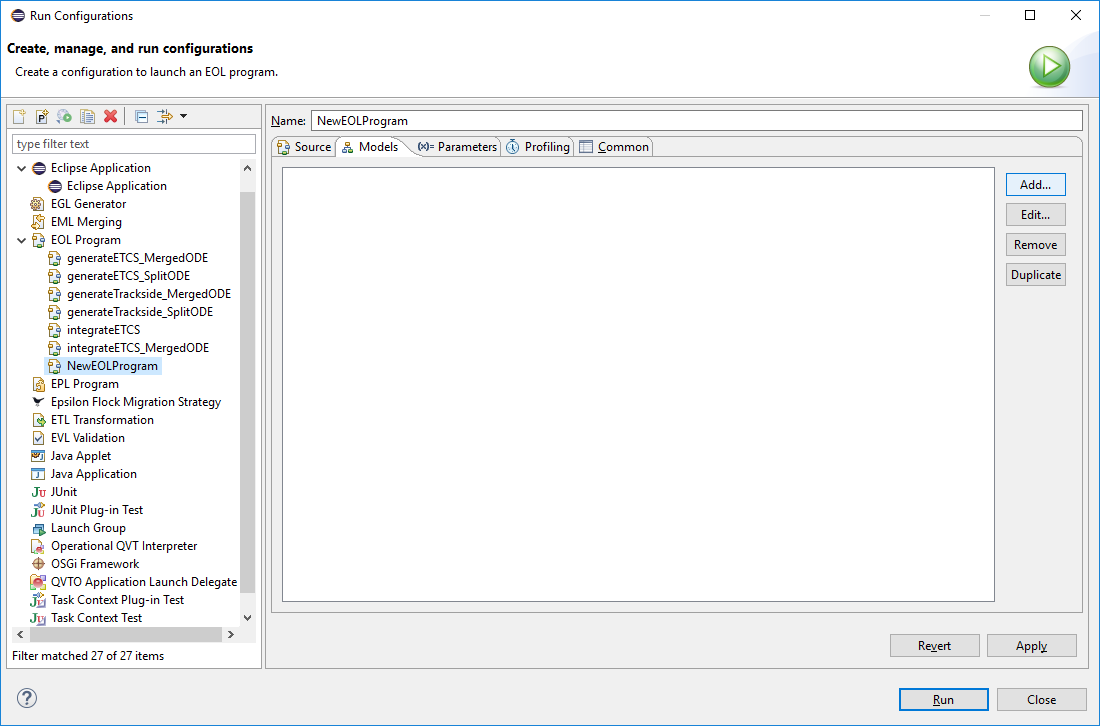 Run Configurations
Create, manage, and run configurations
Create a configuration to launch an EOL program.
type filter text
Eclipse Application
Eclipse Application
EGL Generator
EML Merging
EOL Program
generateETCS_MergedODE
generateETCS_SplitODE
generateTrackside_MergedODE
generateTrackside_SplitODE
integrateETCS
integrateETCS_MergedODE
NewEOLProgram
EPL Program
Epsilon Flock Migration Strategy
ETL Transformation
EVL Validation
Java Applet
Java Application
JUnit
JUnit Plug-in Test
Launch Group
Operational QVT Interpreter
OSGi Framework
QVTO Application Launch Delegate
Task Context Plug-in Test
Task Context Test
Filter matched 27 of 27 items
Name: NewEOLProgram
Source Models (x)= Parameters Profiling Common
Add...
Edit...
Remove
Duplicate
Revert Apply
Run Close